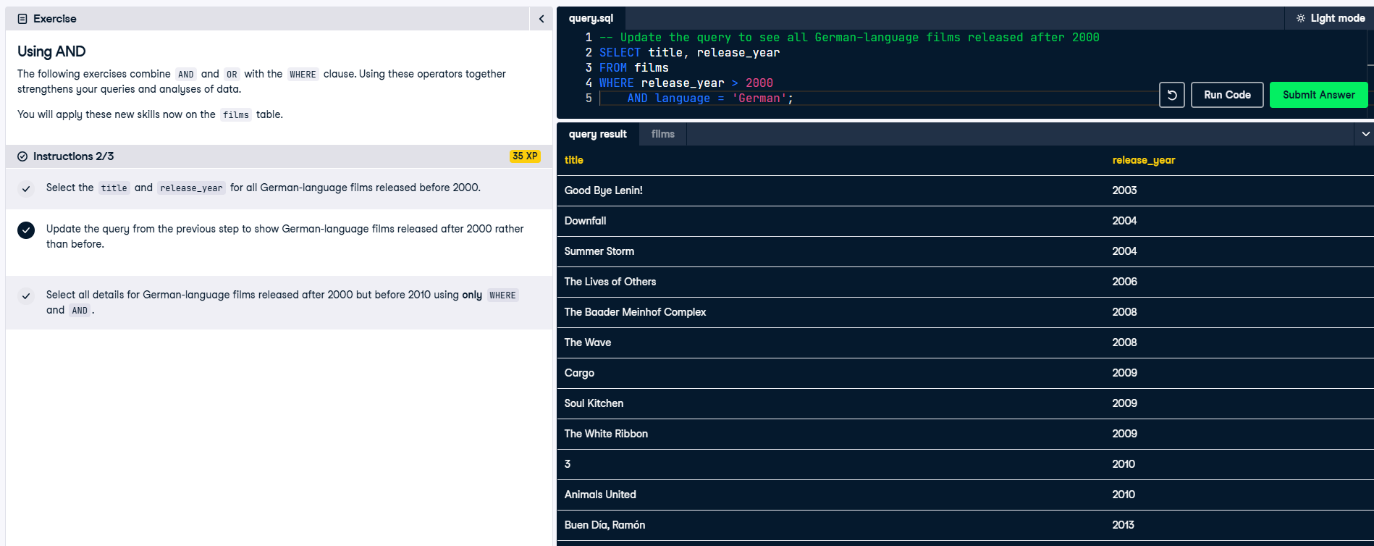 Exercise
Using AND
The following exercises combine AND and OR with the WHERE clause. Using these operators together
strengthens your queries and analyses of data.
You will apply these new skills now on the films table.
Instructions 2/3
35 XP
Select the title and release_year for all German-language films released before 2000.
Update the query from the previous step to show German-language films released after 2000 rather
than before.
Select all details for German-language films released after 2000 but before 2010 using only WHERE
and AND.
query.sql
Light mode
1 -- Update the query to see all German-language films released after 2000
2 SELECT title, release_year
3 FROM films
4 WHERE release_year > 2000
5 AND language = 'German';
Run Code
Submit Answer
query result films
title release_year
Good Bye Lenin! 2003
Downfall 2004
Summer Storm 2004
The Lives of Others 2006
The Baader Meinhof Complex 2008
The Wave 2008
Cargo 2009
Soul Kitchen 2009
The White Ribbon 2009
3 2010
Animals United 2010
Buen Día, Ramón 2013